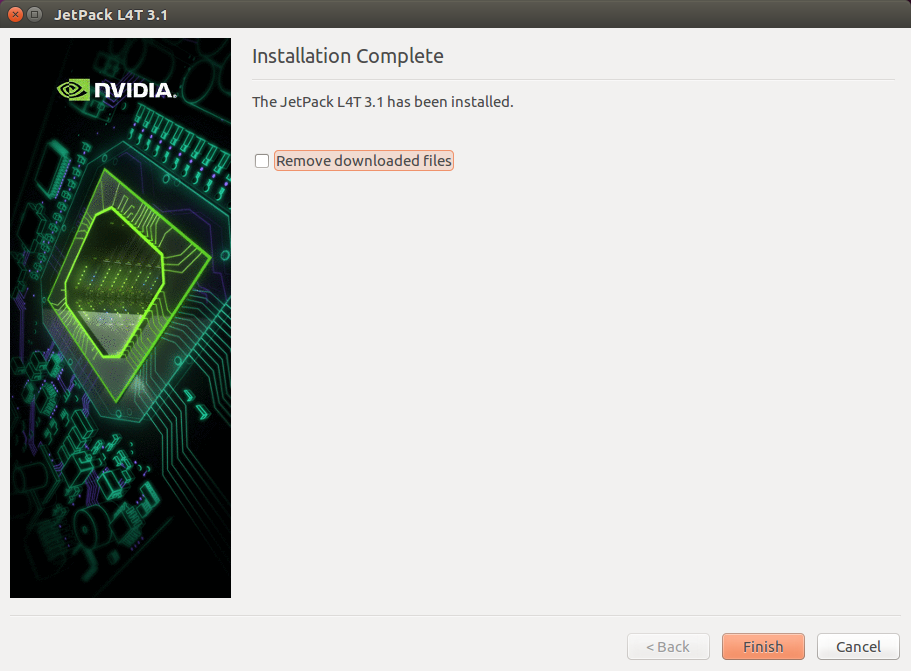 JetPack L4T 3.1
NVIDIA.
Installation Complete
The JetPack L4T 3.1 has been installed.
Remove downloaded files
< Back
Finish
Cancel